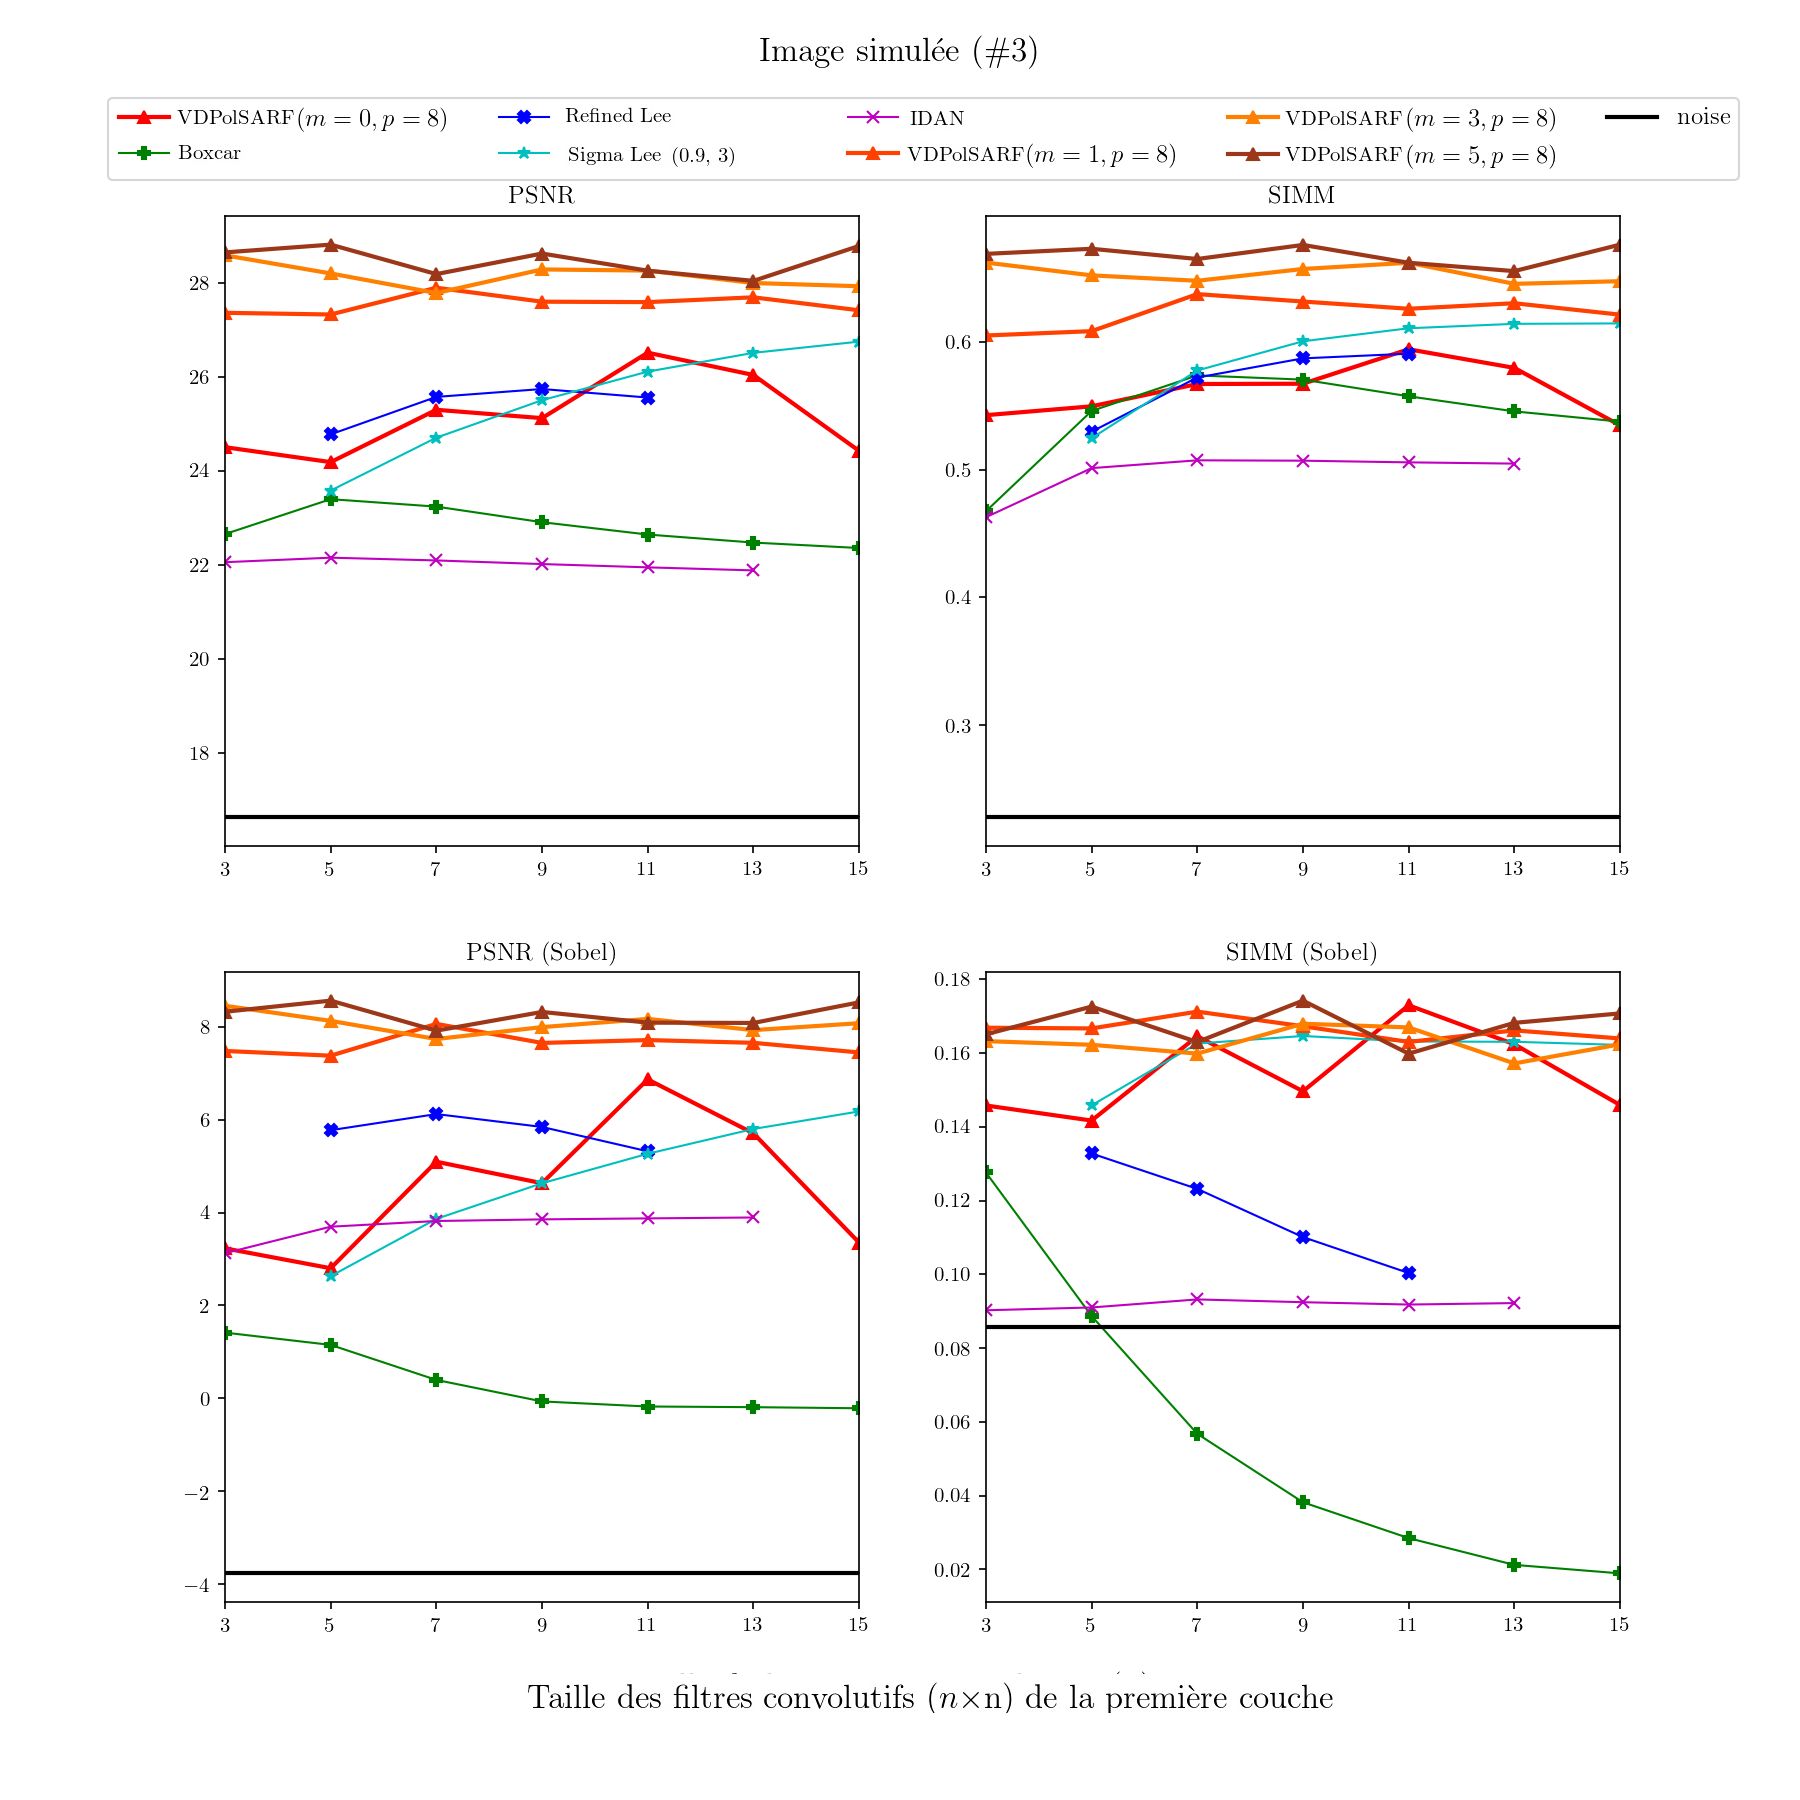 Image simulée (#3)
VDPolSARF(m = 0, p = 8) Refined Lee IDAN VDPolSARF(m = 3, p = 8) noise
Boxcar Sigma Lee (0.9, 3) VDPolSARF(m = 1, p = 8) VDPolSARF(m = 5, p = 8)
PSNR
28
26
24
22
20
18
3 5 7 9 11 13 15
SIMM
0.6
0.5
0.4
0.3
3 5 7 9 11 13 15
PSNR (Sobel)
8
6
4
2
0
−2
−4
3 5 7 9 11 13 15
SIMM (Sobel)
0.18
0.16
0.14
0.12
0.10
0.08
0.06
0.04
0.02
3 5 7 9 11 13 15
Taille des filtres convolutifs (n×n) de la première couche